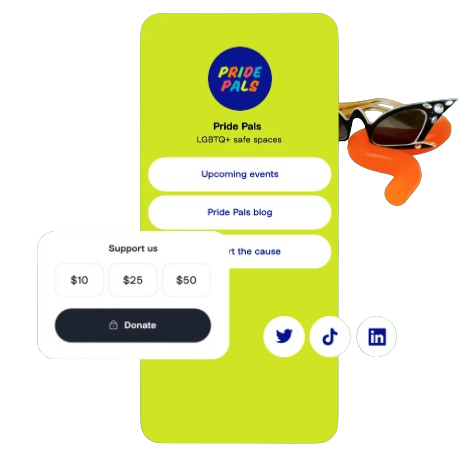 PRIDE
PALS
Pride Pals
LGBTQ+ safe spaces
Upcoming events
Pride Pals blog
rt the cause
Support us
$10 $25 $50
Donate